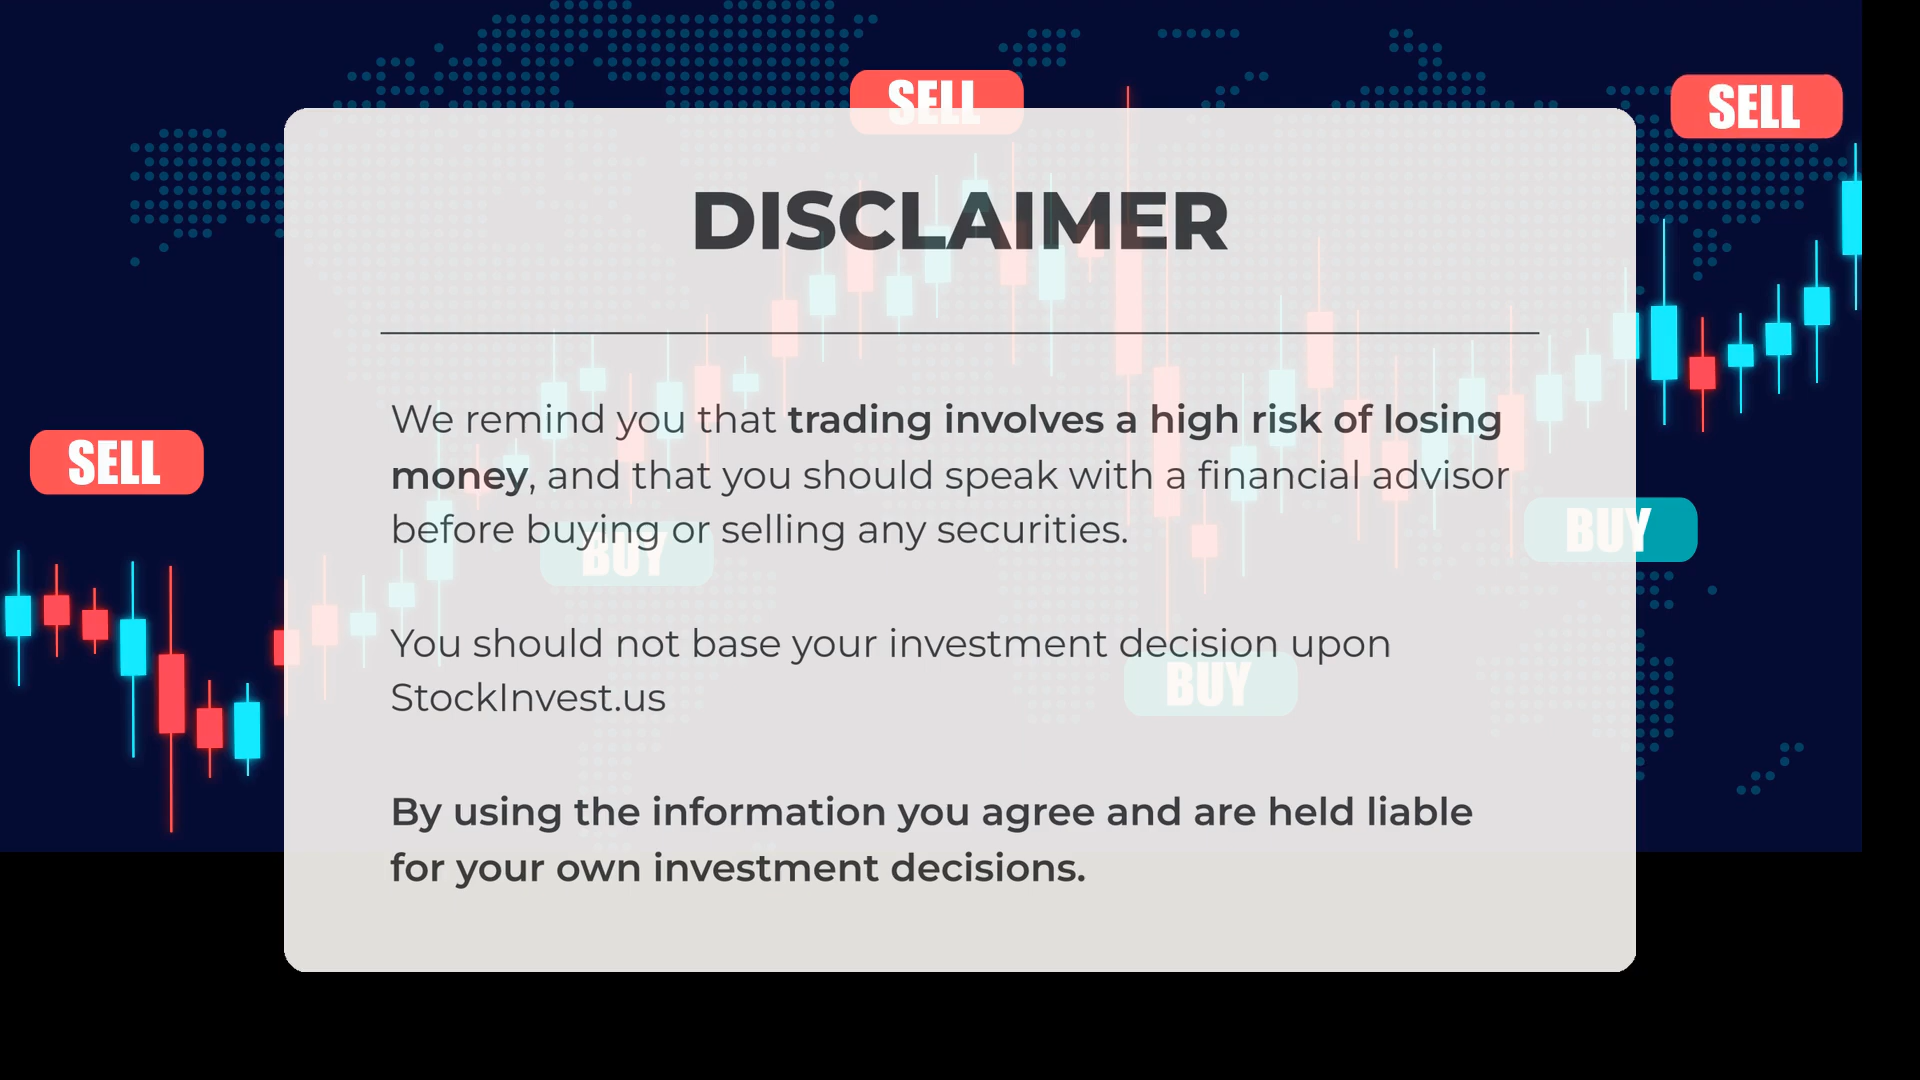 SELL
SELL
DISCLAIMER
We remind you that trading involves a high risk of losing
money, and that you should speak with a financial advisor
before buying or selling any securities.
SELL
BUY
BUY
You should not base your investment decision upon
StockInvest.us
BUY
By using the information you agree and are held liable
for your own investment decisions.